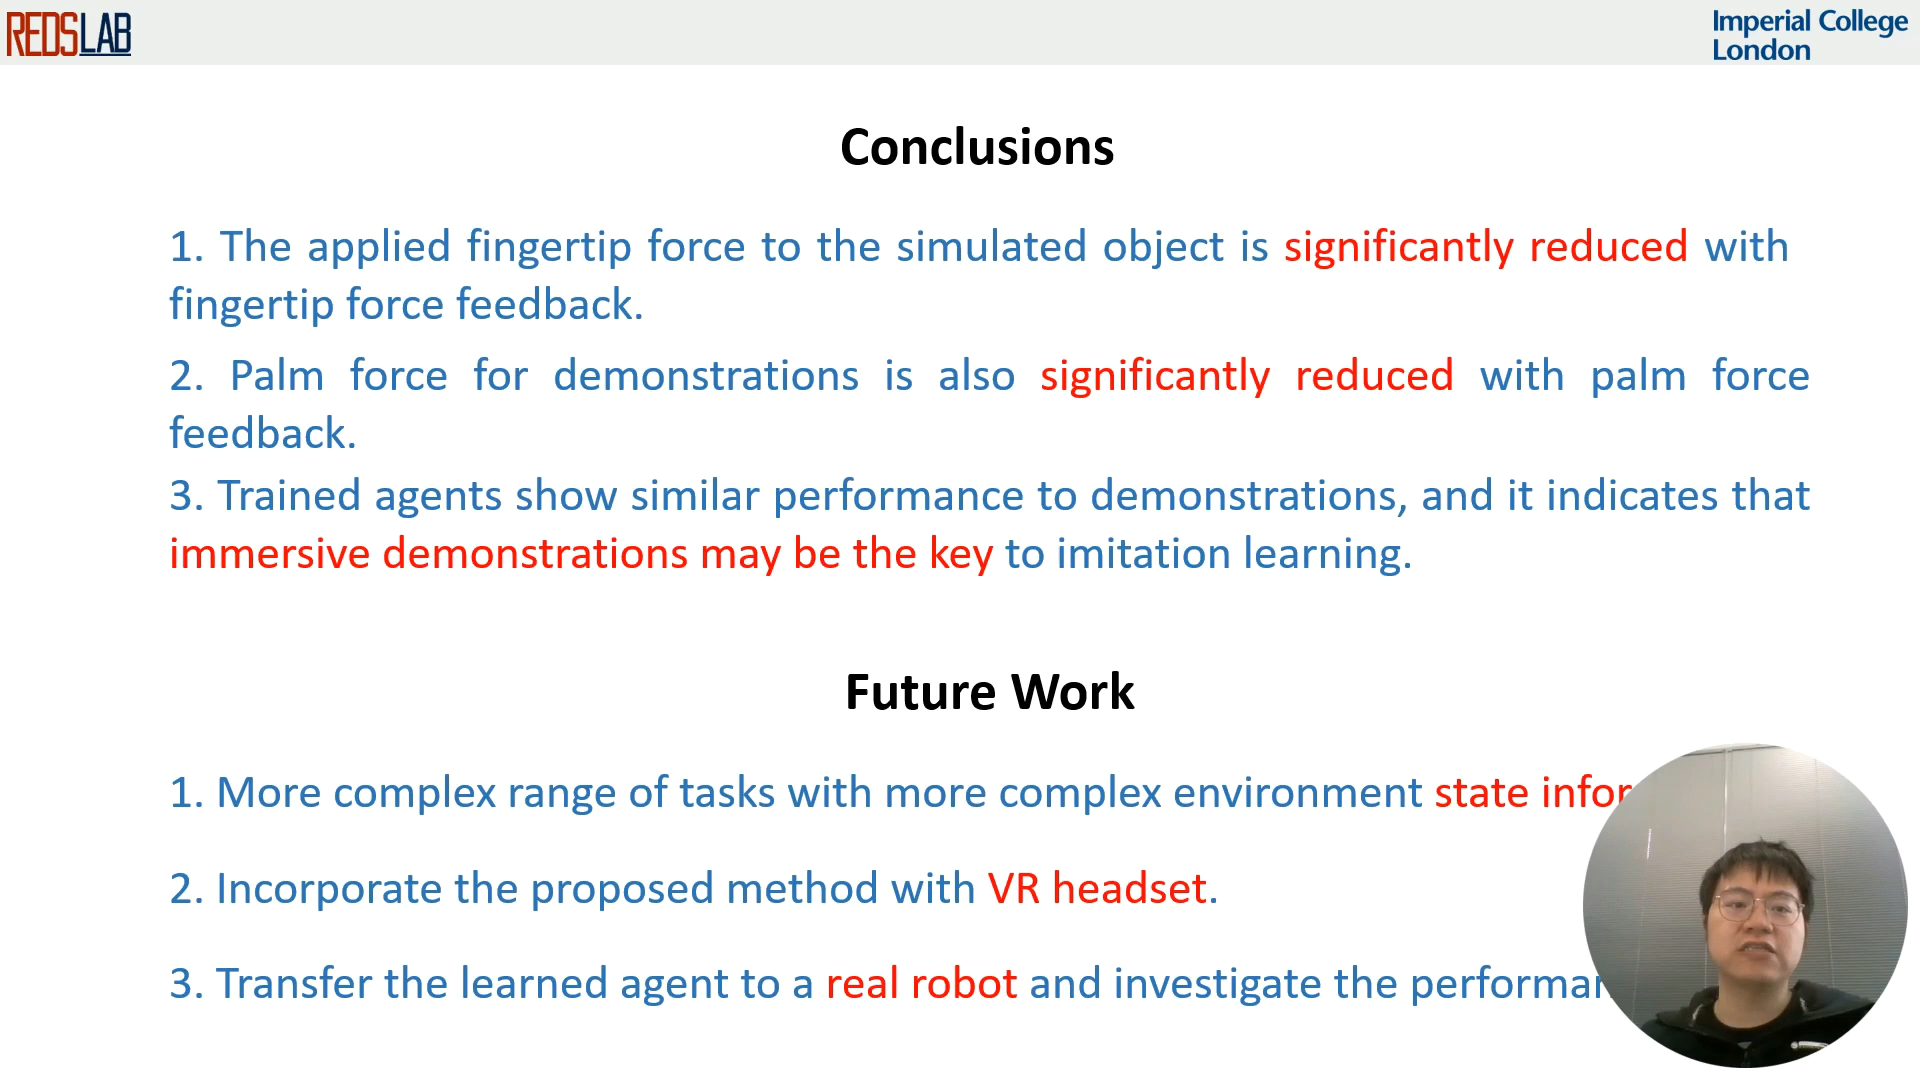 REDSLAB
Imperial College
London
Conclusions
1. The applied fingertip force to the simulated object is significantly reduced with
fingertip force feedback.
2. Palm force for demonstrations is also significantly reduced with palm force
feedback.
3. Trained agents show similar performance to demonstrations, and it indicates that
immersive demonstrations may be the key to imitation learning.
Future Work
1. More complex range of tasks with more complex environment state
2. Incorporate the proposed method with VR headset.
3. Transfer the learned agent to a real robot and investigate the